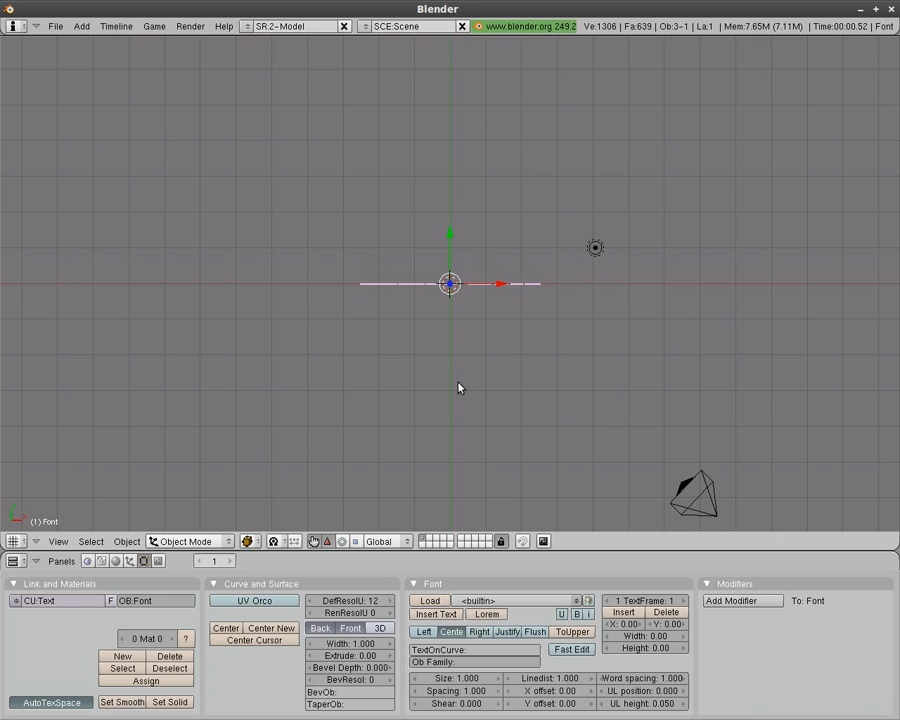 Blender
File Add Timeline Game Render Help SR:2-Model SCE:Scene www.blender.org 249.2 Ve:1306 | Fa:639 | Ob:3-1 | La:1 | Mem:7.65M (7.11M) | Time:00:00.52 | Font
(1) Font
View Select Object Object Mode Global
Panels 1
Link and Materials Curve and Surface Font Modifiers
CU:Text F OB:Font UV Orco DefResolU: 12 Load <builtin> 1 TextFrame: 1 Add Modifier To: Font
RenResolU 0 Insert Text Lorem U B i Insert Delete
Center Center New Back Front 3D Left Cente Right Justify Flush ToUpper X: 0.00 Y: 0.00
0 Mat 0 ? Center Cursor Width: 1.000 TextOnCurve: Fast Edit Width: 0.00
New Delete Extrude: 0.00 Ob Family: Height: 0.00
Select Deselect Bevel Depth: 0.000
Assign BevResol: 0 Size: 1.000 Linedist: 1.000 Word spacing: 1.000
BevOb: Spacing: 1.000 X offset: 0.00 UL position: 0.000
AutoTexSpace Set Smooth Set Solid TaperOb: Shear: 0.000 Y offset: 0.00 UL height: 0.050